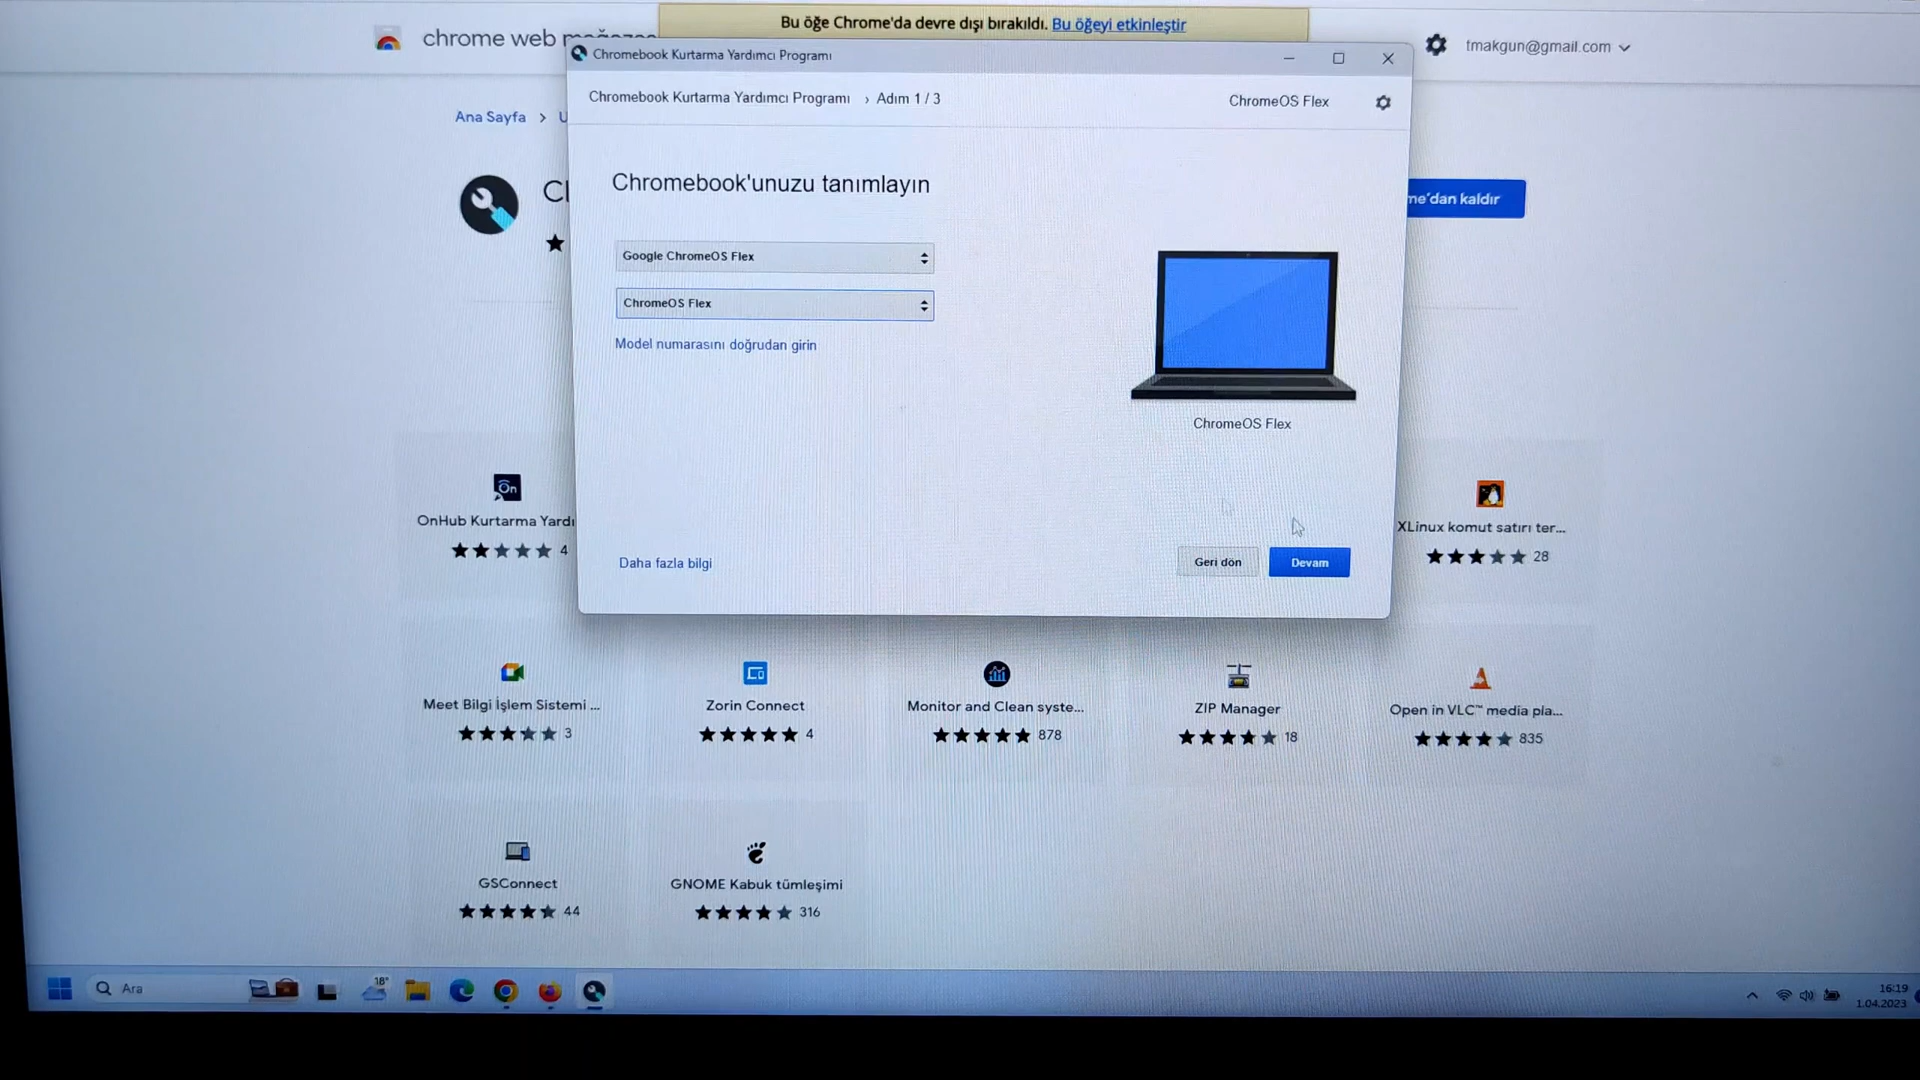 Bu öğe Chrome'da devre dışı bırakıldı. Bu öğeyi etkinleştir
chrome web mağazası
tmakgun@gmail.com
Chromebook Kurtarma Yardımcı Programı
Chromebook Kurtarma Yardımcı Programı › Adım 1 / 3
ChromeOS Flex
Ana Sayfa
Chromebook'unuzu tanımlayın
me'dan kaldır
Google ChromeOS Flex
ChromeOS Flex
Model numarasını doğrudan girin
ChromeOS Flex
Daha fazla bilgi
Geri dön
Devam
OnHub Kurtarma Yardı
4
XLinux komut satırı ter...
28
Meet Bilgi İşlem Sistemi ...
3
Zorin Connect
4
Monitor and Clean syste...
878
ZIP Manager
18
Open in VLC™ media pla...
835
GSConnect
44
GNOME Kabuk tümleşimi
316
Ara
18°
16:19
1.04.2023